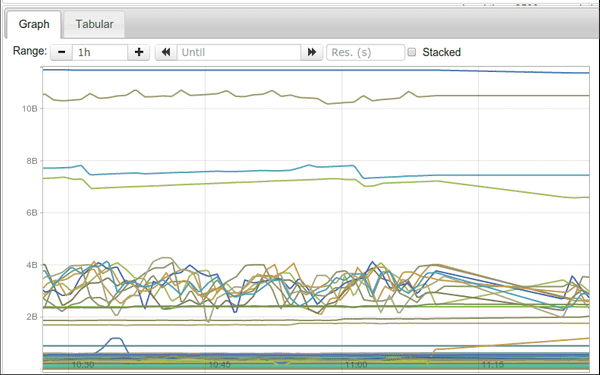 Graph Tabular
Range: − 1h + Until Res. (s) Stacked
10B
8B
6B
4B
2B
10:30 10:45 11:00 11:15